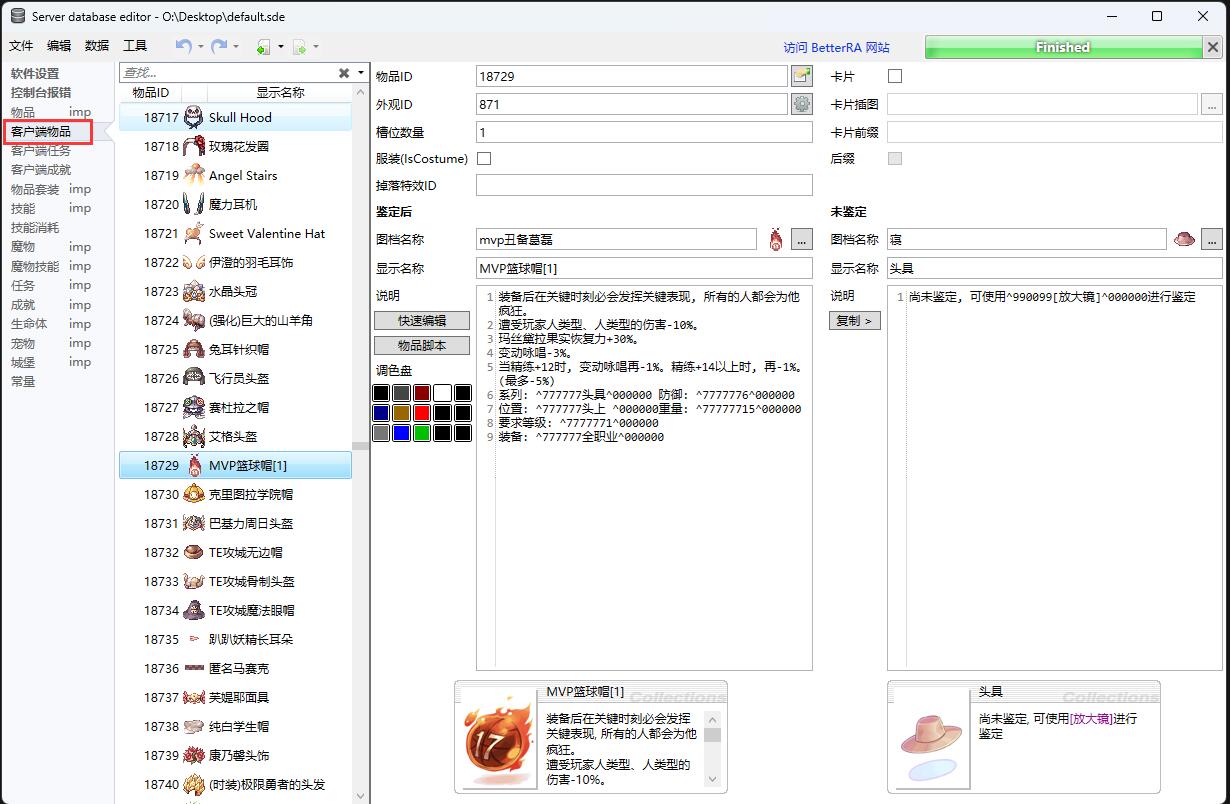 Server database editor - O:\Desktop\default.sde
文件 编辑 数据 工具
访问 BetterRA 网站
Finished
软件设置
控制台报错
物品 imp
客户端物品
客户端任务
客户端成就
物品套装 imp
技能 imp
技能消耗
魔物 imp
魔物技能 imp
任务 imp
成就 imp
生命体 imp
宠物 imp
城堡 imp
常量
查找...
物品ID 显示名称
18717 Skull Hood
18718 玫瑰花发圈
18719 Angel Stairs
18720 魔力耳机
18721 Sweet Valentine Hat
18722 伊澄的羽毛耳饰
18723 水晶头冠
18724 (强化)巨大的山羊角
18725 兔耳针织帽
18726 飞行员头盔
18727 赛杜拉之帽
18728 艾格头盔
18729 MVP篮球帽[1]
18730 克里图拉学院帽
18731 巴基力周日头盔
18732 TE攻城无边帽
18733 TE攻城骨制头盔
18734 TE攻城魔法眼帽
18735 趴趴妖精长耳朵
18736 匿名马赛克
18737 芙媞耶面具
18738 纯白学生帽
18739 康乃馨头饰
18740 (时装)极限勇者的头发
物品ID 18729
外观ID 871
槽位数量 1
服装(IsCostume)
掉落特效ID
鉴定后
图档名称 mvp丑备葛磊 ...
显示名称 MVP篮球帽[1]
说明
快速编辑
物品脚本
调色盘
1 装备后在关键时刻必会发挥关键表现, 所有的人都会为他
疯狂。
2 遭受玩家人类型、人类型的伤害-10%。
3 玛丝黛拉果实恢复力+30%。
4 变动咏唱-3%。
5 当精练+12时, 变动咏唱再-1%。精练+14以上时, 再-1%。
(最多-5%)
6 系列: ^777777头具^000000 防御: ^7777776^000000
7 位置: ^777777头上 ^000000重量: ^77777715^000000
8 要求等级: ^7777771^000000
9 装备: ^777777全职业^000000
MVP篮球帽[1]
Collections
17
装备后在关键时刻必会发挥
关键表现, 所有的人都会为他
疯狂。
遭受玩家人类型、人类型的
伤害-10%。
卡片
卡片插图 ...
卡片前缀
后缀
未鉴定
图档名称 ...
显示名称 头具
说明
复制 >
1 尚未鉴定, 可使用^990099[放大镜]^000000进行鉴定
头具
Collections
尚未鉴定, 可使用[放大镜]进行
鉴定